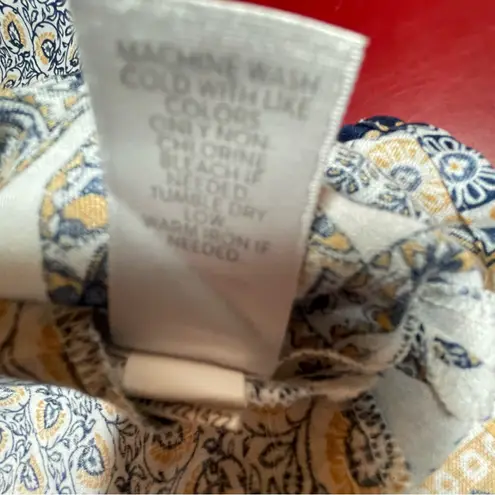 MACHINE WASH
COLD WITH LIKE
COLORS
ONLY NON-
CHLORINE
BLEACH IF
NEEDED
TUMBLE DRY
LOW
WARM IRON IF
NEEDED